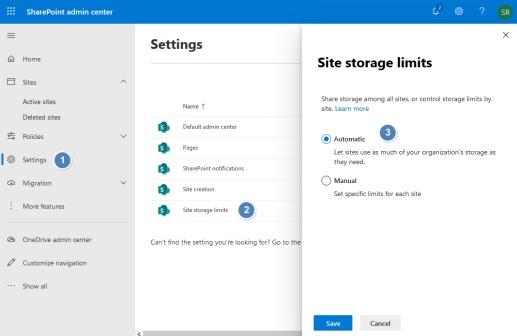 SharePoint admin center
2
?
SR
Home
Sites
Active sites
Deleted sites
Policies
Settings
1
Migration
More features
OneDrive admin center
Customize navigation
Show all
Settings
Name ↑
Default admin center
Pages
SharePoint notifications
Site creation
Site storage limits
2
Can't find the setting you're looking for? Go to the
Site storage limits
Share storage among all sites, or control storage limits by
site. Learn more
Automatic
3
Let sites use as much of your organization's storage as
they need.
Manual
Set specific limits for each site
Save
Cancel